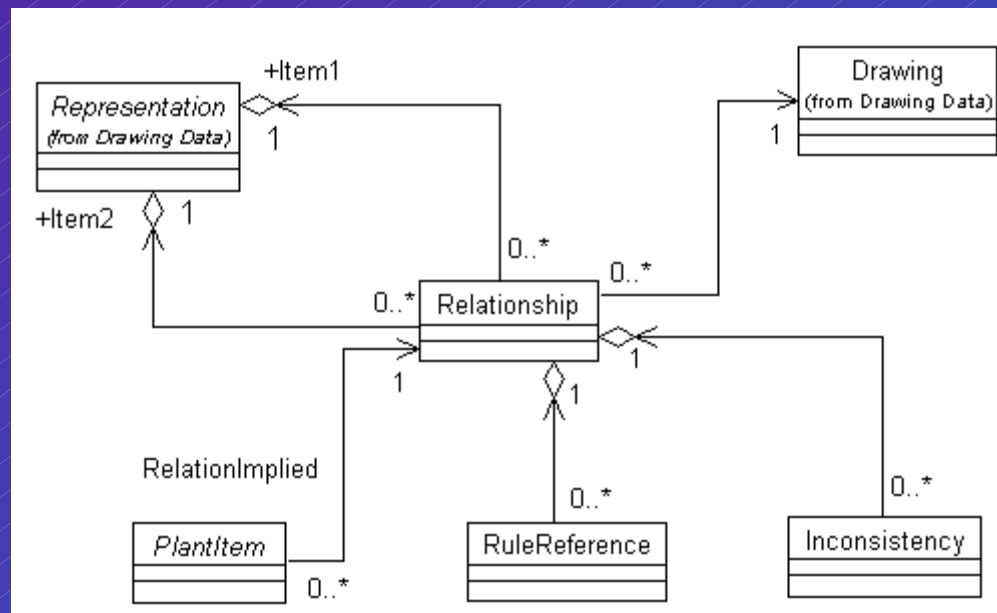 +Item1
Representation
(from Drawing Data)
1
Drawing
(from Drawing Data)
1
+Item2
1
0..*
0..*
0..*
Relationship
1
1
1
RelationImplied
0..*
0..*
PlantItem
RuleReference
Inconsistency
0..*